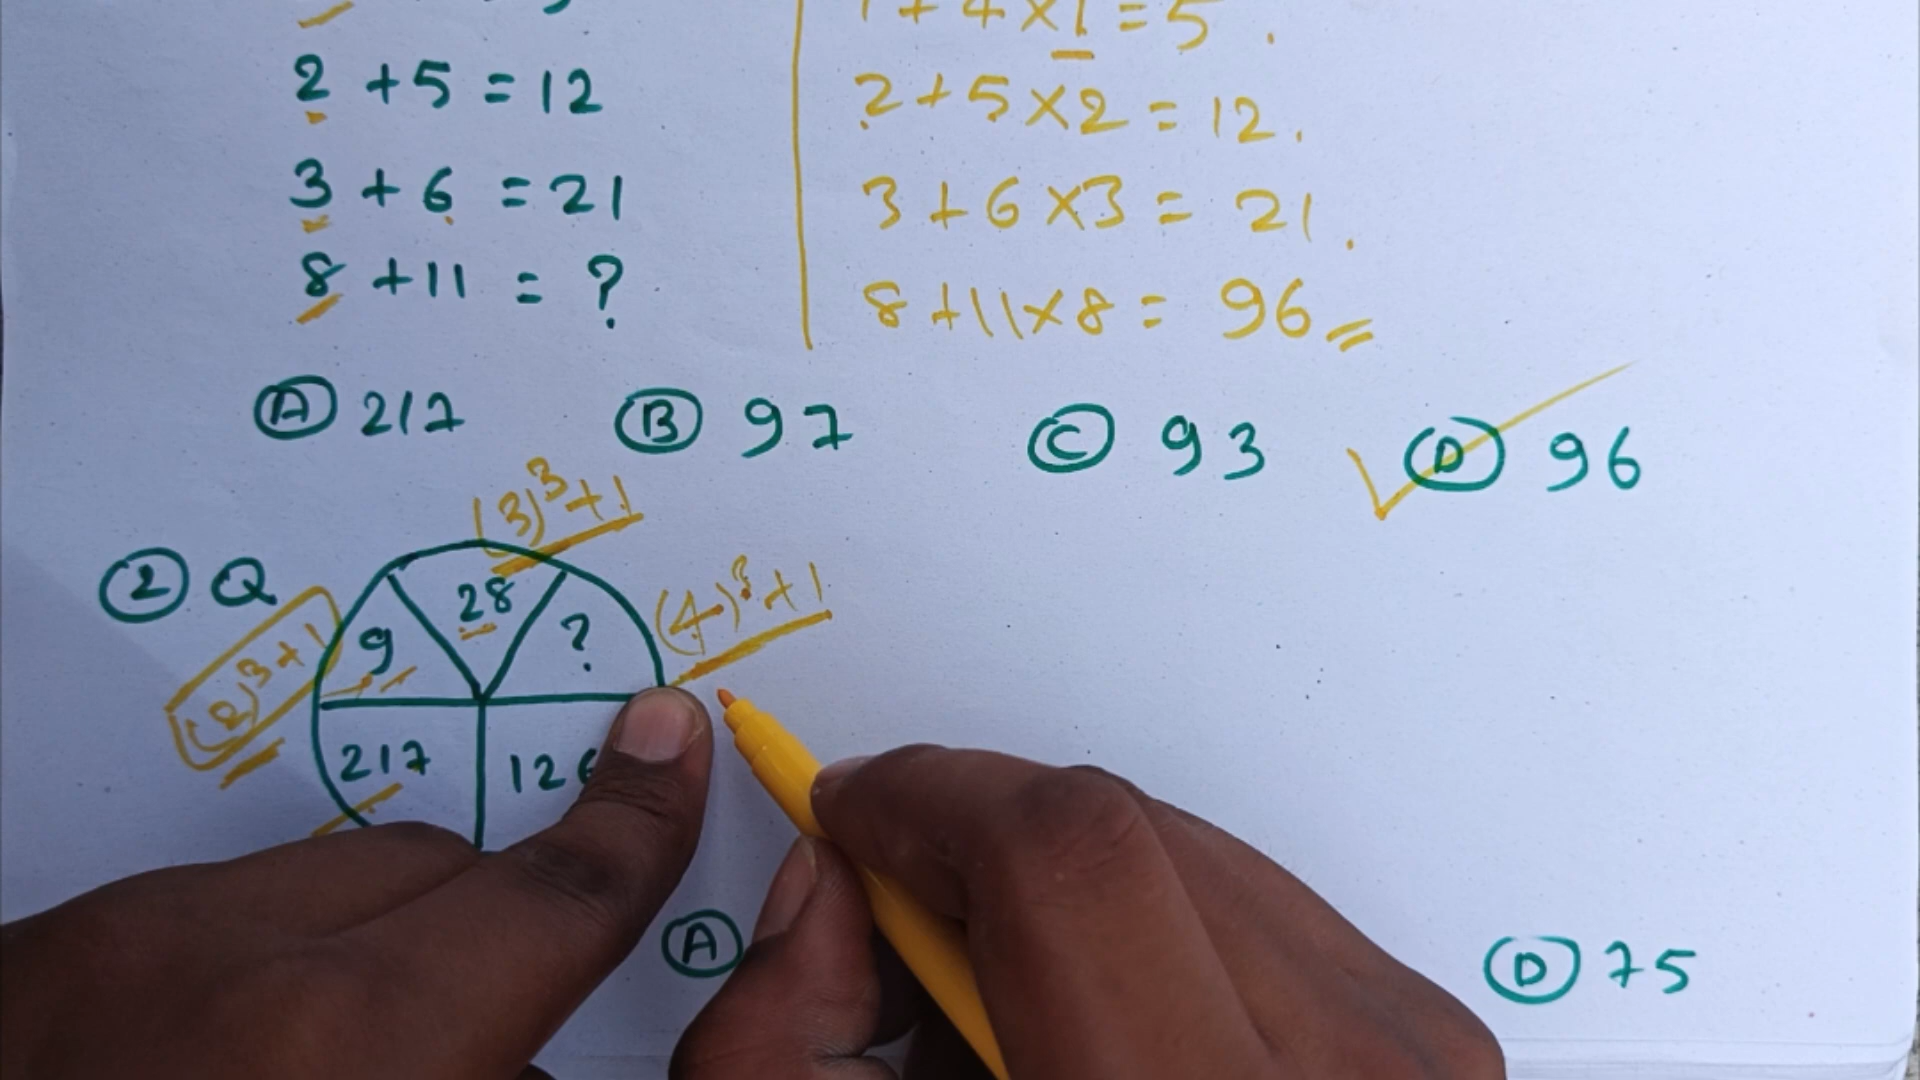 1 + 4 × 1 = 5.
2 + 5 = 12
2 + 5 × 2 = 12.
3 + 6 = 21
3 + 6 × 3 = 21.
8 + 11 = ?
8 + 11 × 8 = 96
A 217 B 97 C 93 D 96
(3)³ + 1
2 Q
(4)³ + 1
28
9
?
(2)³ + 1
217
126
A
D 75